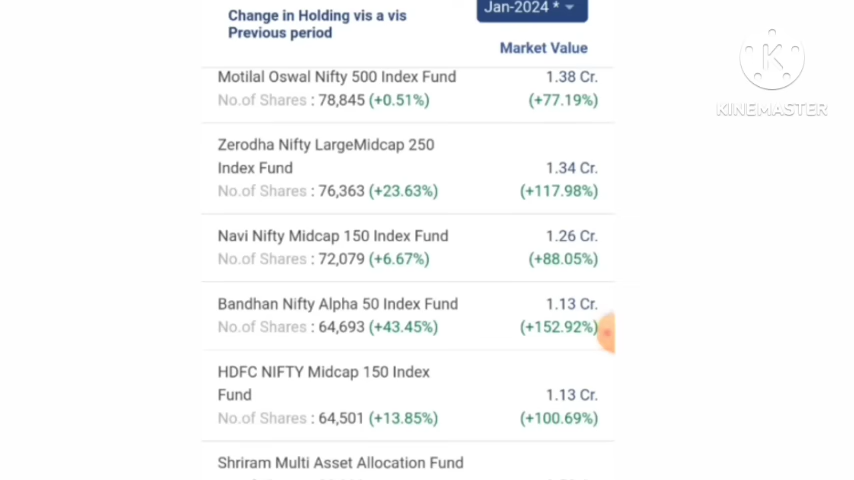 Change in Holding vis a vis
Previous period
Jan-2024 *
Market Value
Motilal Oswal Nifty 500 Index Fund 1.38 Cr.
No.of Shares : 78,845 (+0.51%) (+77.19%)
Zerodha Nifty LargeMidcap 250
Index Fund 1.34 Cr.
No.of Shares : 76,363 (+23.63%) (+117.98%)
Navi Nifty Midcap 150 Index Fund 1.26 Cr.
No.of Shares : 72,079 (+6.67%) (+88.05%)
Bandhan Nifty Alpha 50 Index Fund 1.13 Cr.
No.of Shares : 64,693 (+43.45%) (+152.92%)
HDFC NIFTY Midcap 150 Index
Fund 1.13 Cr.
No.of Shares : 64,501 (+13.85%) (+100.69%)
Shriram Multi Asset Allocation Fund
K
KINEMASTER